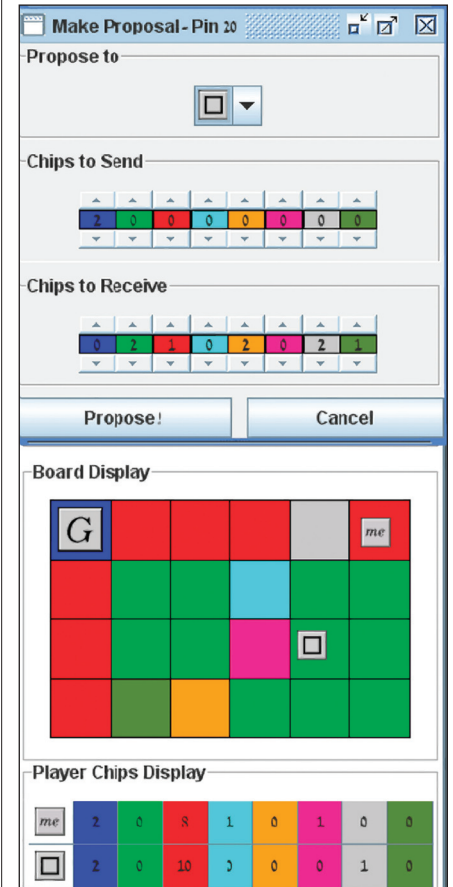 Make Proposal - Pin 20
Propose to
Chips to Send
2 0 0 0 0 0 0 0
Chips to Receive
0 2 1 0 2 0 2 1
Propose! Cancel
Board Display
G me
Player Chips Display
me 2 0 8 1 0 1 0 0
2 0 10 0 0 1 0